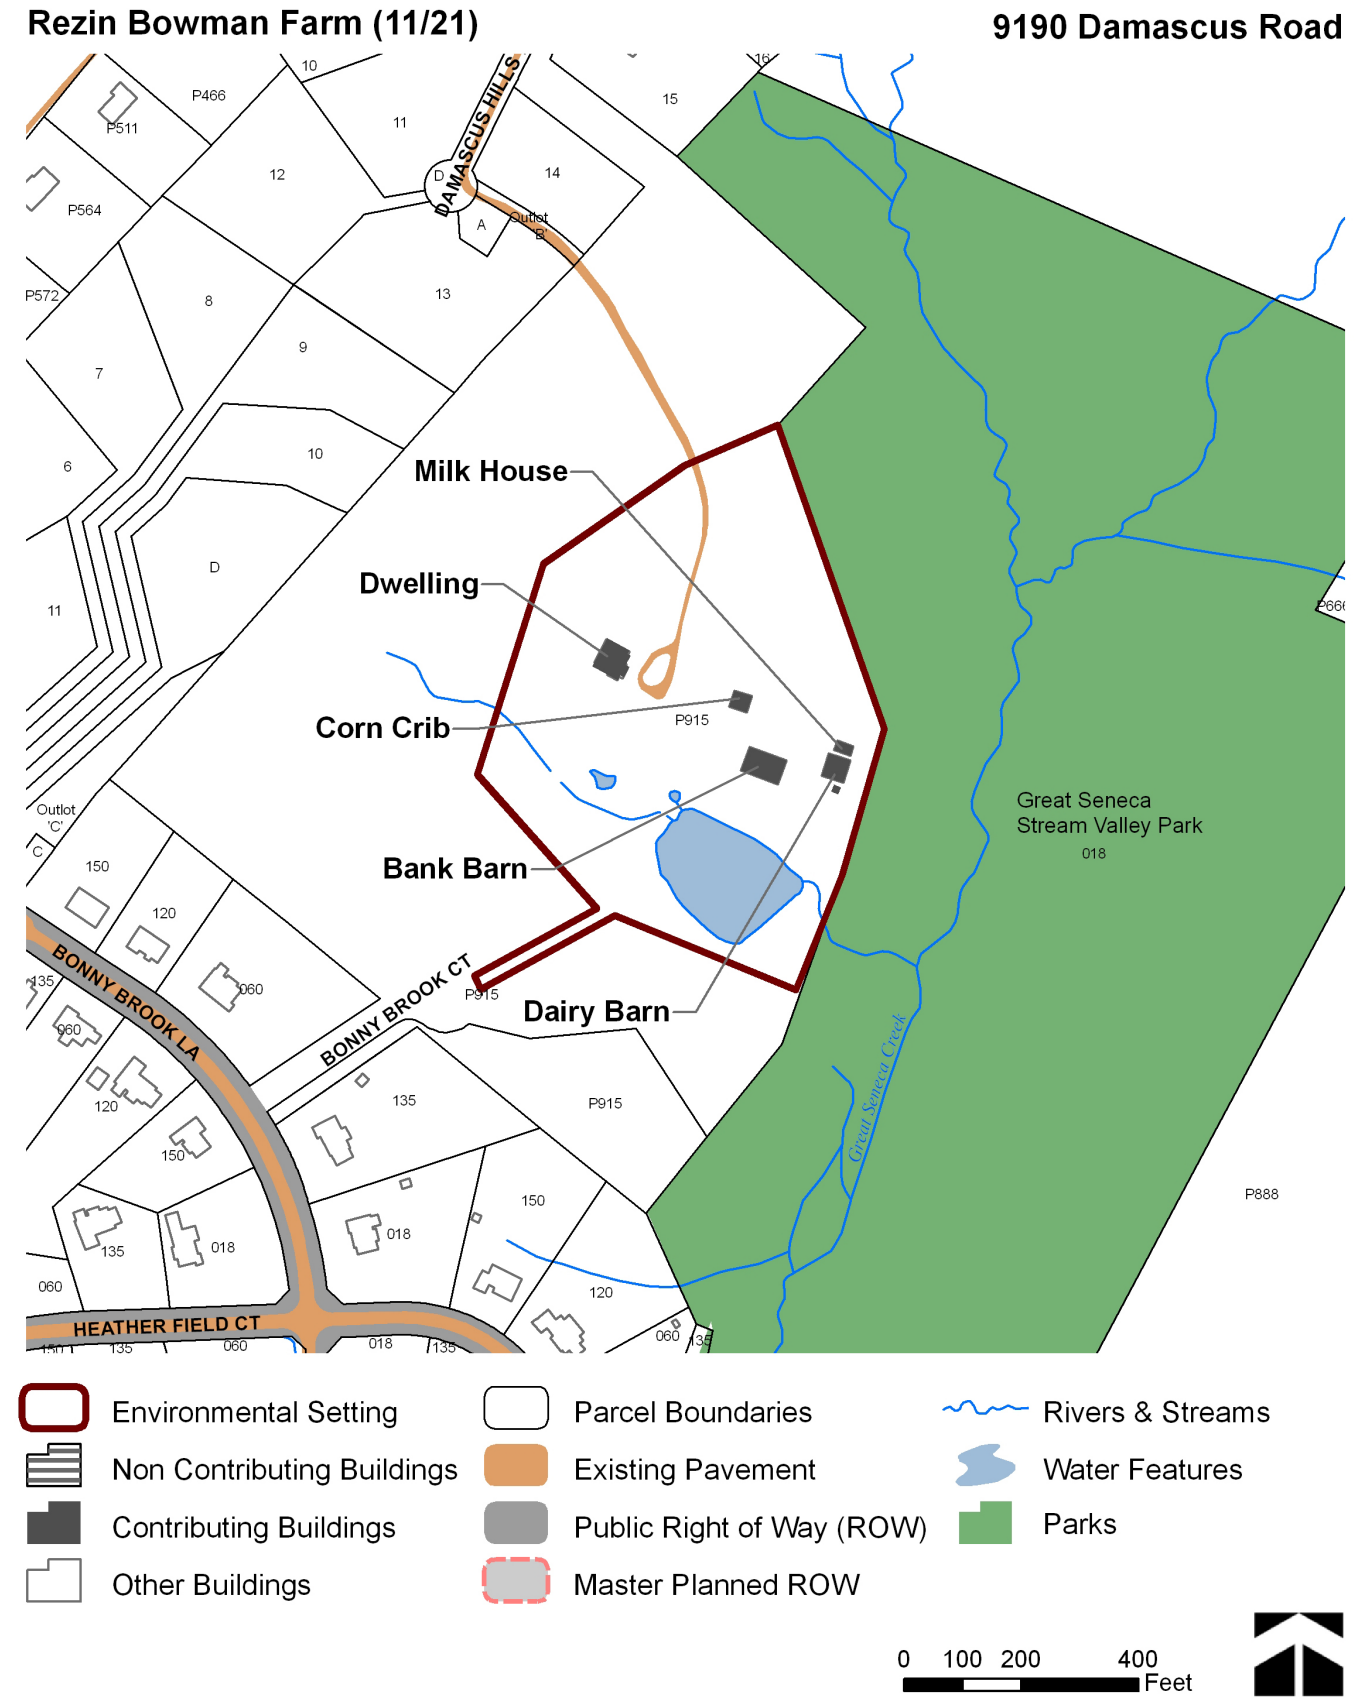 Rezin Bowman Farm (11/21)
9190 Damascus Road
10
16
P466
15
11
P511
DAMASCUS HILLS
12
14
D
P564
A
Outlot
'B'
P572
8
13
9
7
6
10
Milk House
D
Dwelling
11
P666
Corn Crib
P915
Great Seneca
Stream Valley Park
018
Outlot
'C'
C
150
Bank Barn
120
BONNY BROOK LA
135
060
P915
BONNY BROOK CT
Dairy Barn
060
Great Seneca Creek
120
135
P915
150
P888
150
135
018
018
060
120
HEATHER FIELD CT
150
135
060
018
135
060
135
Environmental Setting
Parcel Boundaries
Rivers & Streams
Non Contributing Buildings
Existing Pavement
Water Features
Contributing Buildings
Public Right of Way (ROW)
Parks
Other Buildings
Master Planned ROW
0 100 200 400
Feet